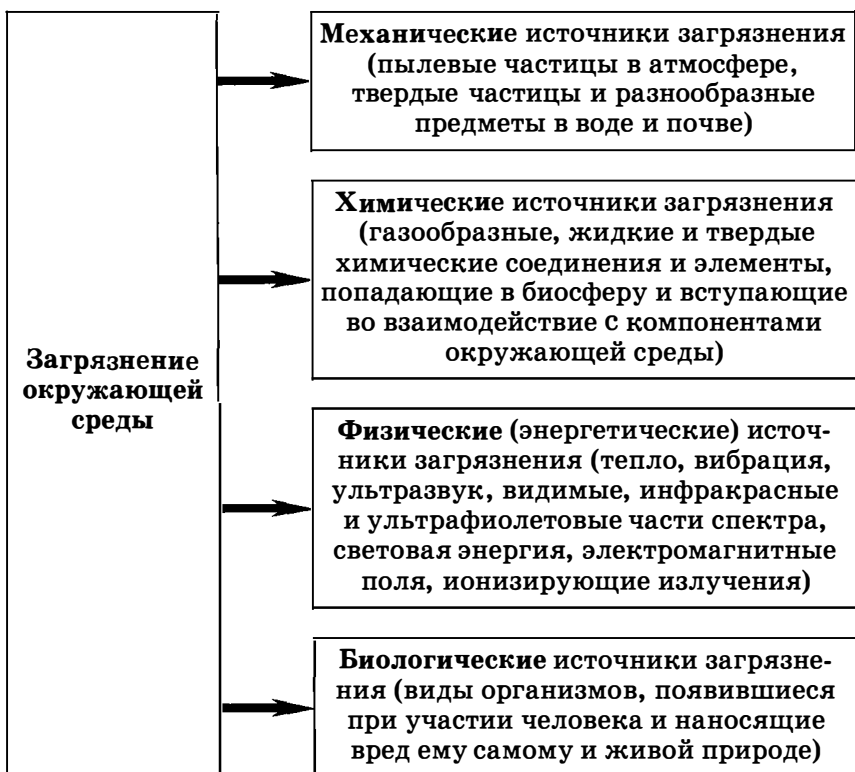 Механические источники загрязнения
(пылевые частицы в атмосфере,
твердые частицы и разнообразные
предметы в воде и почве)
Химические источники загрязнения
(газообразные, жидкие и твердые
химические соединения и элементы,
попадающие в биосферу и вступающие
во взаимодействие с компонентами
окружающей среды)
Загрязнение
окружающей
среды
Физические (энергетические) источ-
ники загрязнения (тепло, вибрация,
ультразвук, видимые, инфракрасные
и ультрафиолетовые части спектра,
световая энергия, электромагнитные
поля, ионизирующие излучения)
Биологические источники загрязне-
ния (виды организмов, появившиеся
при участии человека и наносящие
вред ему самому и живой природе)